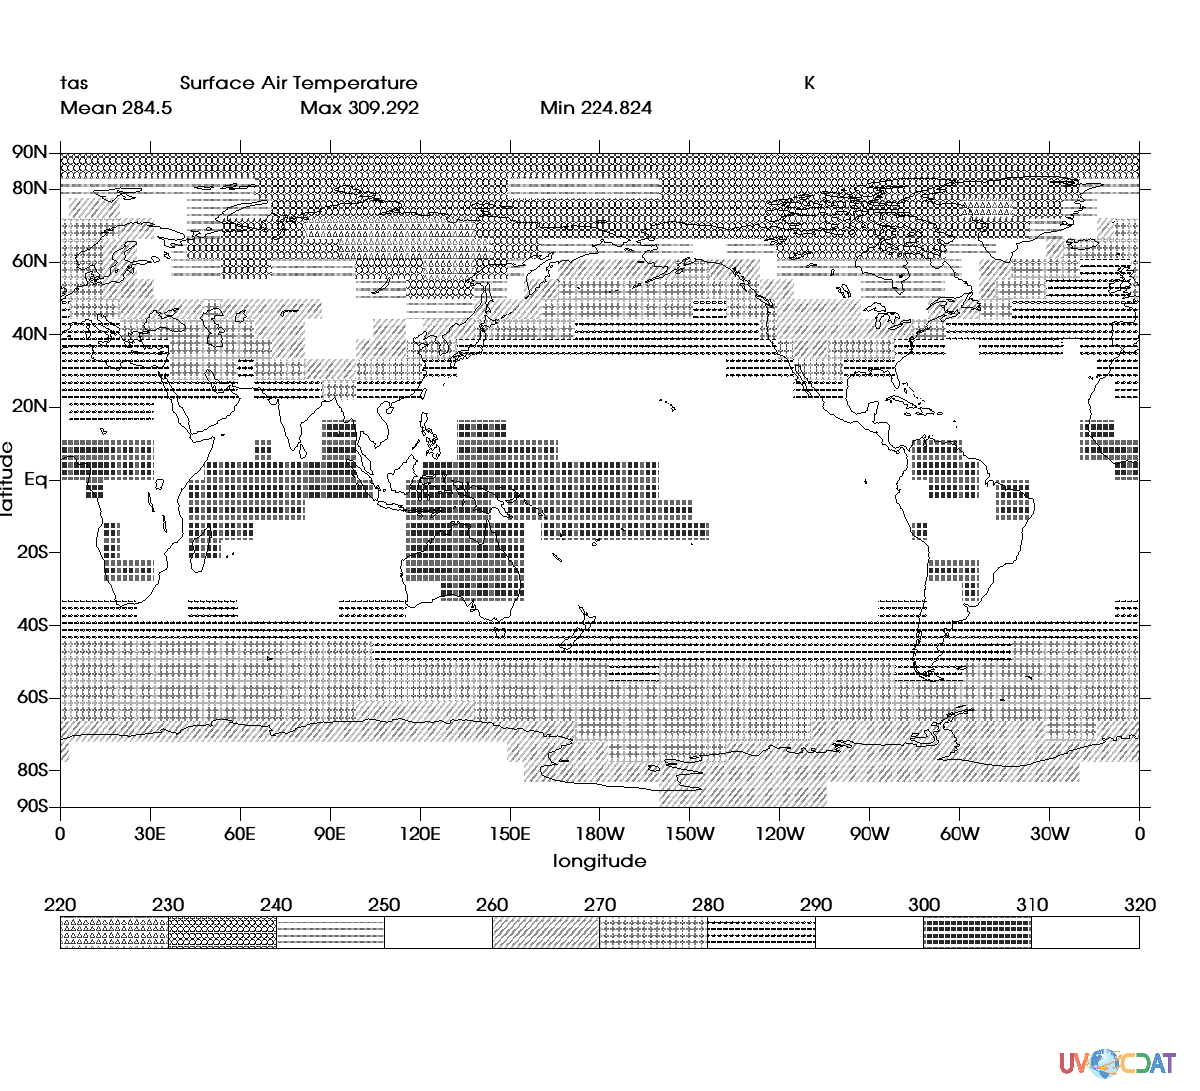 tas Surface Air Temperature K
Mean 284.5 Max 309.292 Min 224.824
90N
80N
60N
40N
20N
Eq
20S
40S
60S
80S
90S
latitude
0 30E 60E 90E 120E 150E 180W 150W 120W 90W 60W 30W 0
longitude
220 230 240 250 260 270 280 290 300 310 320
UV CDAT